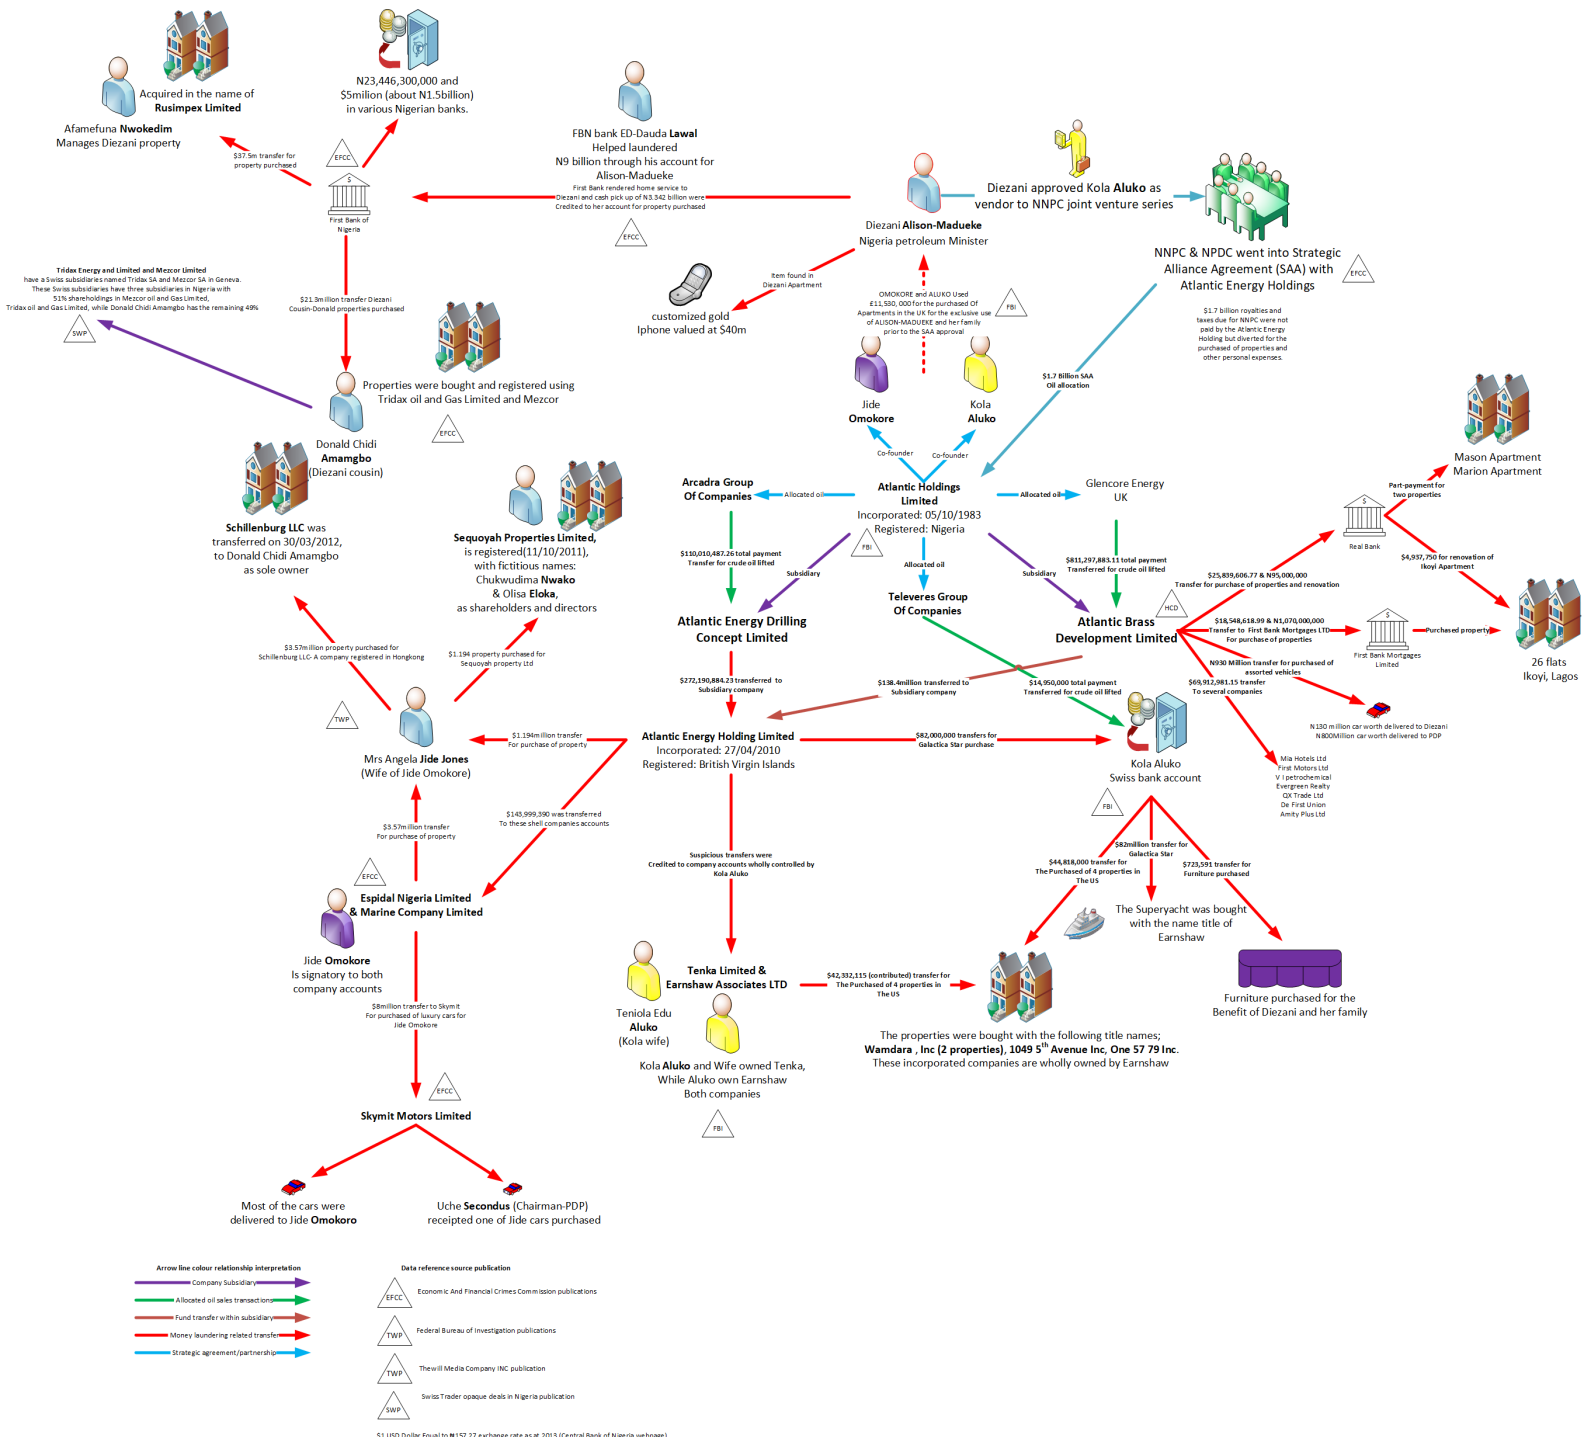 Acquired in the name of
Rusimpex Limited
Afamefuna Nwokedim
Manages Diezani property
N23,446,300,000 and
$5milion (about N1.5billion)
in various Nigerian banks.
$37.5m transfer for
property purchased
EFCC
First Bank of
Nigeria
FBN bank ED-Dauda Lawal
Helped laundered
N9 billion through his account for
Alison-Madueke
First Bank rendered home service to
Diezani and cash pick up of N3.342 billion were
Credited to her account for property purchased
EFCC
Diezani Alison-Madueke
Nigeria petroleum Minister
Diezani approved Kola Aluko as
vendor to NNPC joint venture series
NNPC & NPDC went into Strategic
Alliance Agreement (SAA) with
Atlantic Energy Holdings
EFCC
$1.7 billion royalties and
taxes due for NNPC were not
paid by the Atlantic Energy
Holding but diverted for the
purchased of properties and
other personal expenses.
Item found in
Diezani Apartment
customized gold
Iphone valued at $40m
OMOKORE and ALUKO Used
£11,530, 000 for the purchased Of
Apartments in the UK for the exclusive use
of ALISON-MADUEKE and her family
prior to the SAA approval
FBI
Tridax Energy and Limited and Mezcor Limited
have a Swiss subsidiaries named Tridax SA and Mezcor SA in Geneva.
These Swiss subsidiaries have three subsidiaries in Nigeria with
51% shareholdings in Mezcor oil and Gas Limited,
Tridax oil and Gas Limited, while Donald Chidi Amamgbo has the remaining 49%
SWP
$21.3million transfer Diezani
Cousin-Donald properties purchased
Properties were bought and registered using
Tridax oil and Gas Limited and Mezcor
EFCC
Donald Chidi
Amamgbo
(Diezani cousin)
Jide
Omokore
Kola
Aluko
$1.7 Billion SAA
Oil allocation
Co-founder
Co-founder
Mason Apartment
Marion Apartment
Schillenburg LLC was
transferred on 30/03/2012,
to Donald Chidi Amamgbo
as sole owner
Sequoyah Properties Limited,
is registered(11/10/2011),
with fictitious names:
Chukwudima Nwako
& Olisa Eloka,
as shareholders and directors
Arcadra Group
Of Companies
Allocated oil
Atlantic Holdings
Limited
Incorporated: 05/10/1983
Registered: Nigeria
FBI
Allocated oil
Glencore Energy
UK
Part-payment for
two properties
Real Bank
$110,010,487.26 total payment
Transfer for crude oil lifted
Subsidiary
Allocated oil
Subsidiary
$811,297,883.11 total payment
Transferred for crude oil lifted
$4,937,750 for renovation of
Ikoyi Apartment
$25,839,606.77 & N95,000,000
Transfer for purchase of properties and renovation
Televeres Group
Of Companies
HCD
Atlantic Energy Drilling
Concept Limited
Atlantic Brass
Development Limited
$18,548,618.99 & N1,070,000,000
Transfer to First Bank Mortgages LTD
For purchase of properties
First Bank Mortgages
Limited
Purchased property
26 flats
Ikoyi, Lagos
$3.57million property purchased for
Schillenburg LLC- A company registered in Hongkong
$1.194 property purchased for
Sequoyah property Ltd
$272,190,884.23 transferred to
Subsidiary company
$138.4million transferred to
Subsidiary company
$14,950,000 total payment
Transferred for crude oil lifted
N930 Million transfer for purchased of
assorted vehicles
$69,912,981.15 transfer
To several companies
N130 million car worth delivered to Diezani
N800Million car worth delivered to PDP
TWP
Mrs Angela Jide Jones
(Wife of Jide Omokore)
$1.194million transfer
For purchase of property
Atlantic Energy Holding Limited
Incorporated: 27/04/2010
Registered: British Virgin Islands
$82,000,000 transfers for
Galactica Star purchase
Kola Aluko
Swiss bank account
FBI
Mia Hotels Ltd
First Motors Ltd
V I petrochemical
Evergreen Realty
QX Trade Ltd
De First Union
Amity Plus Ltd
$3.57million transfer
For purchase of property
$143,999,390 was transferred
To these shell companies accounts
Suspicious transfers were
Credited to company accounts wholly controlled by
Kola Aluko
$82million transfer for
Galactica Star
$44,818,000 transfer for
The Purchased of 4 properties in
The US
$723,591 transfer for
Furniture purchased
EFCC
Espidal Nigeria Limited
& Marine Company Limited
Jide Omokore
Is signatory to both
company accounts
The Superyacht was bought
with the name title of
Earnshaw
Tenka Limited &
Earnshaw Associates LTD
$42,332,115 (contributed) transfer for
The Purchased of 4 properties in
The US
Teniola Edu
Aluko
(Kola wife)
Furniture purchased for the
Benefit of Diezani and her family
$8million transfer to Skymit
For purchased of luxury cars for
Jide Omokore
The properties were bought with the following title names;
Wamdara , Inc (2 properties), 1049 5th Avenue Inc, One 57 79 Inc.
These incorporated companies are wholly owned by Earnshaw
Kola Aluko and Wife owned Tenka,
While Aluko own Earnshaw
Both companies
FBI
EFCC
Skymit Motors Limited
Most of the cars were
delivered to Jide Omokoro
Uche Secondus (Chairman-PDP)
receipted one of Jide cars purchased
Arrow line colour relationship interpretation
Company Subsidiary
Allocated oil sales transactions
Fund transfer within subsidiary
Money laundering related transfer
Strategic agreement/partnership
Data reference source publication
EFCC
Economic And Financial Crimes Commission publications
TWP
Federal Bureau of Investigation publications
TWP
Thewill Media Company INC publication
SWP
Swiss Trader opaque deals in Nigeria publication
$1 USD Dollar Equal to ₦157.27 exchange rate as at 2013 (Central Bank of Nigeria webpage)